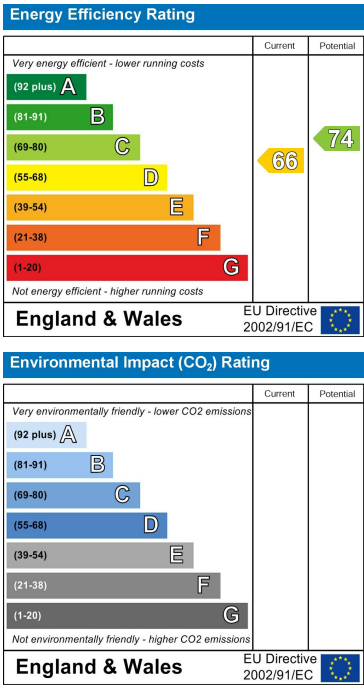 Energy Efficiency Rating
Current Potential
Very energy efficient - lower running costs
(92 plus) A
(81-91) B
(69-80) C
(55-68) D
(39-54) E
(21-38) F
(1-20) G
66
74
Not energy efficient - higher running costs
England & Wales
EU Directive
2002/91/EC
Environmental Impact (CO₂) Rating
Current Potential
Very environmentally friendly - lower CO2 emissions
(92 plus) A
(81-91) B
(69-80) C
(55-68) D
(39-54) E
(21-38) F
(1-20) G
Not environmentally friendly - higher CO2 emissions
England & Wales
EU Directive
2002/91/EC